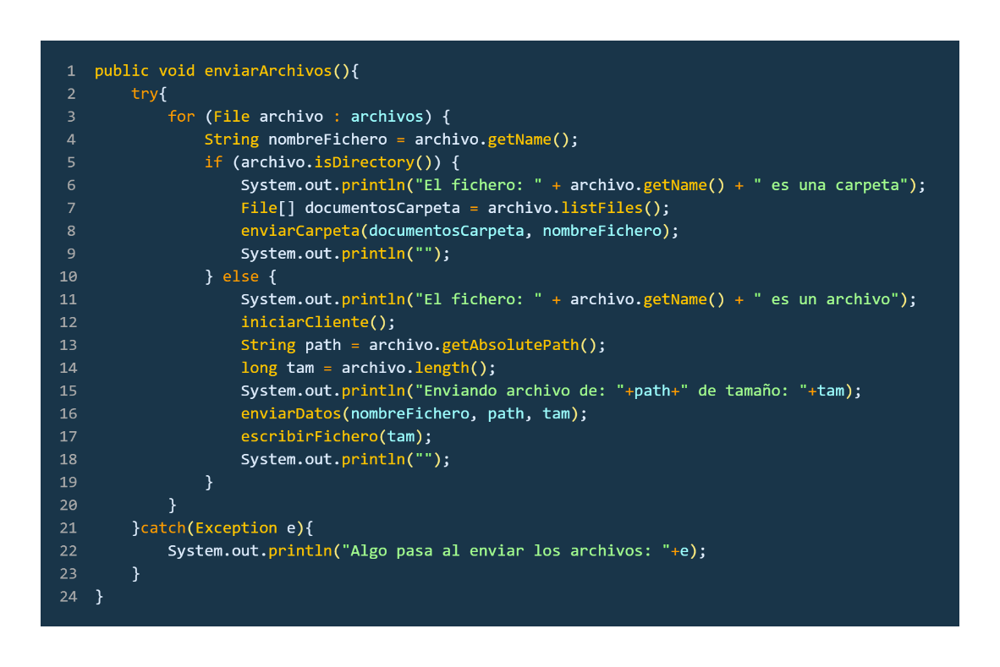 1 public void enviarArchivos(){
2     try{
3         for (File archivo : archivos) {
4             String nombreFichero = archivo.getName();
5             if (archivo.isDirectory()) {
6                 System.out.println("El fichero: " + archivo.getName() + " es una carpeta");
7                 File[] documentosCarpeta = archivo.listFiles();
8                 enviarCarpeta(documentosCarpeta, nombreFichero);
9                 System.out.println("");
10             } else {
11                 System.out.println("El fichero: " + archivo.getName() + " es un archivo");
12                 iniciarCliente();
13                 String path = archivo.getAbsolutePath();
14                 long tam = archivo.length();
15                 System.out.println("Enviando archivo de: "+path+" de tamaño: "+tam);
16                 enviarDatos(nombreFichero, path, tam);
17                 escribirFichero(tam);
18                 System.out.println("");
19             }
20         }
21     }catch(Exception e){
22         System.out.println("Algo pasa al enviar los archivos: "+e);
23     }
24 }